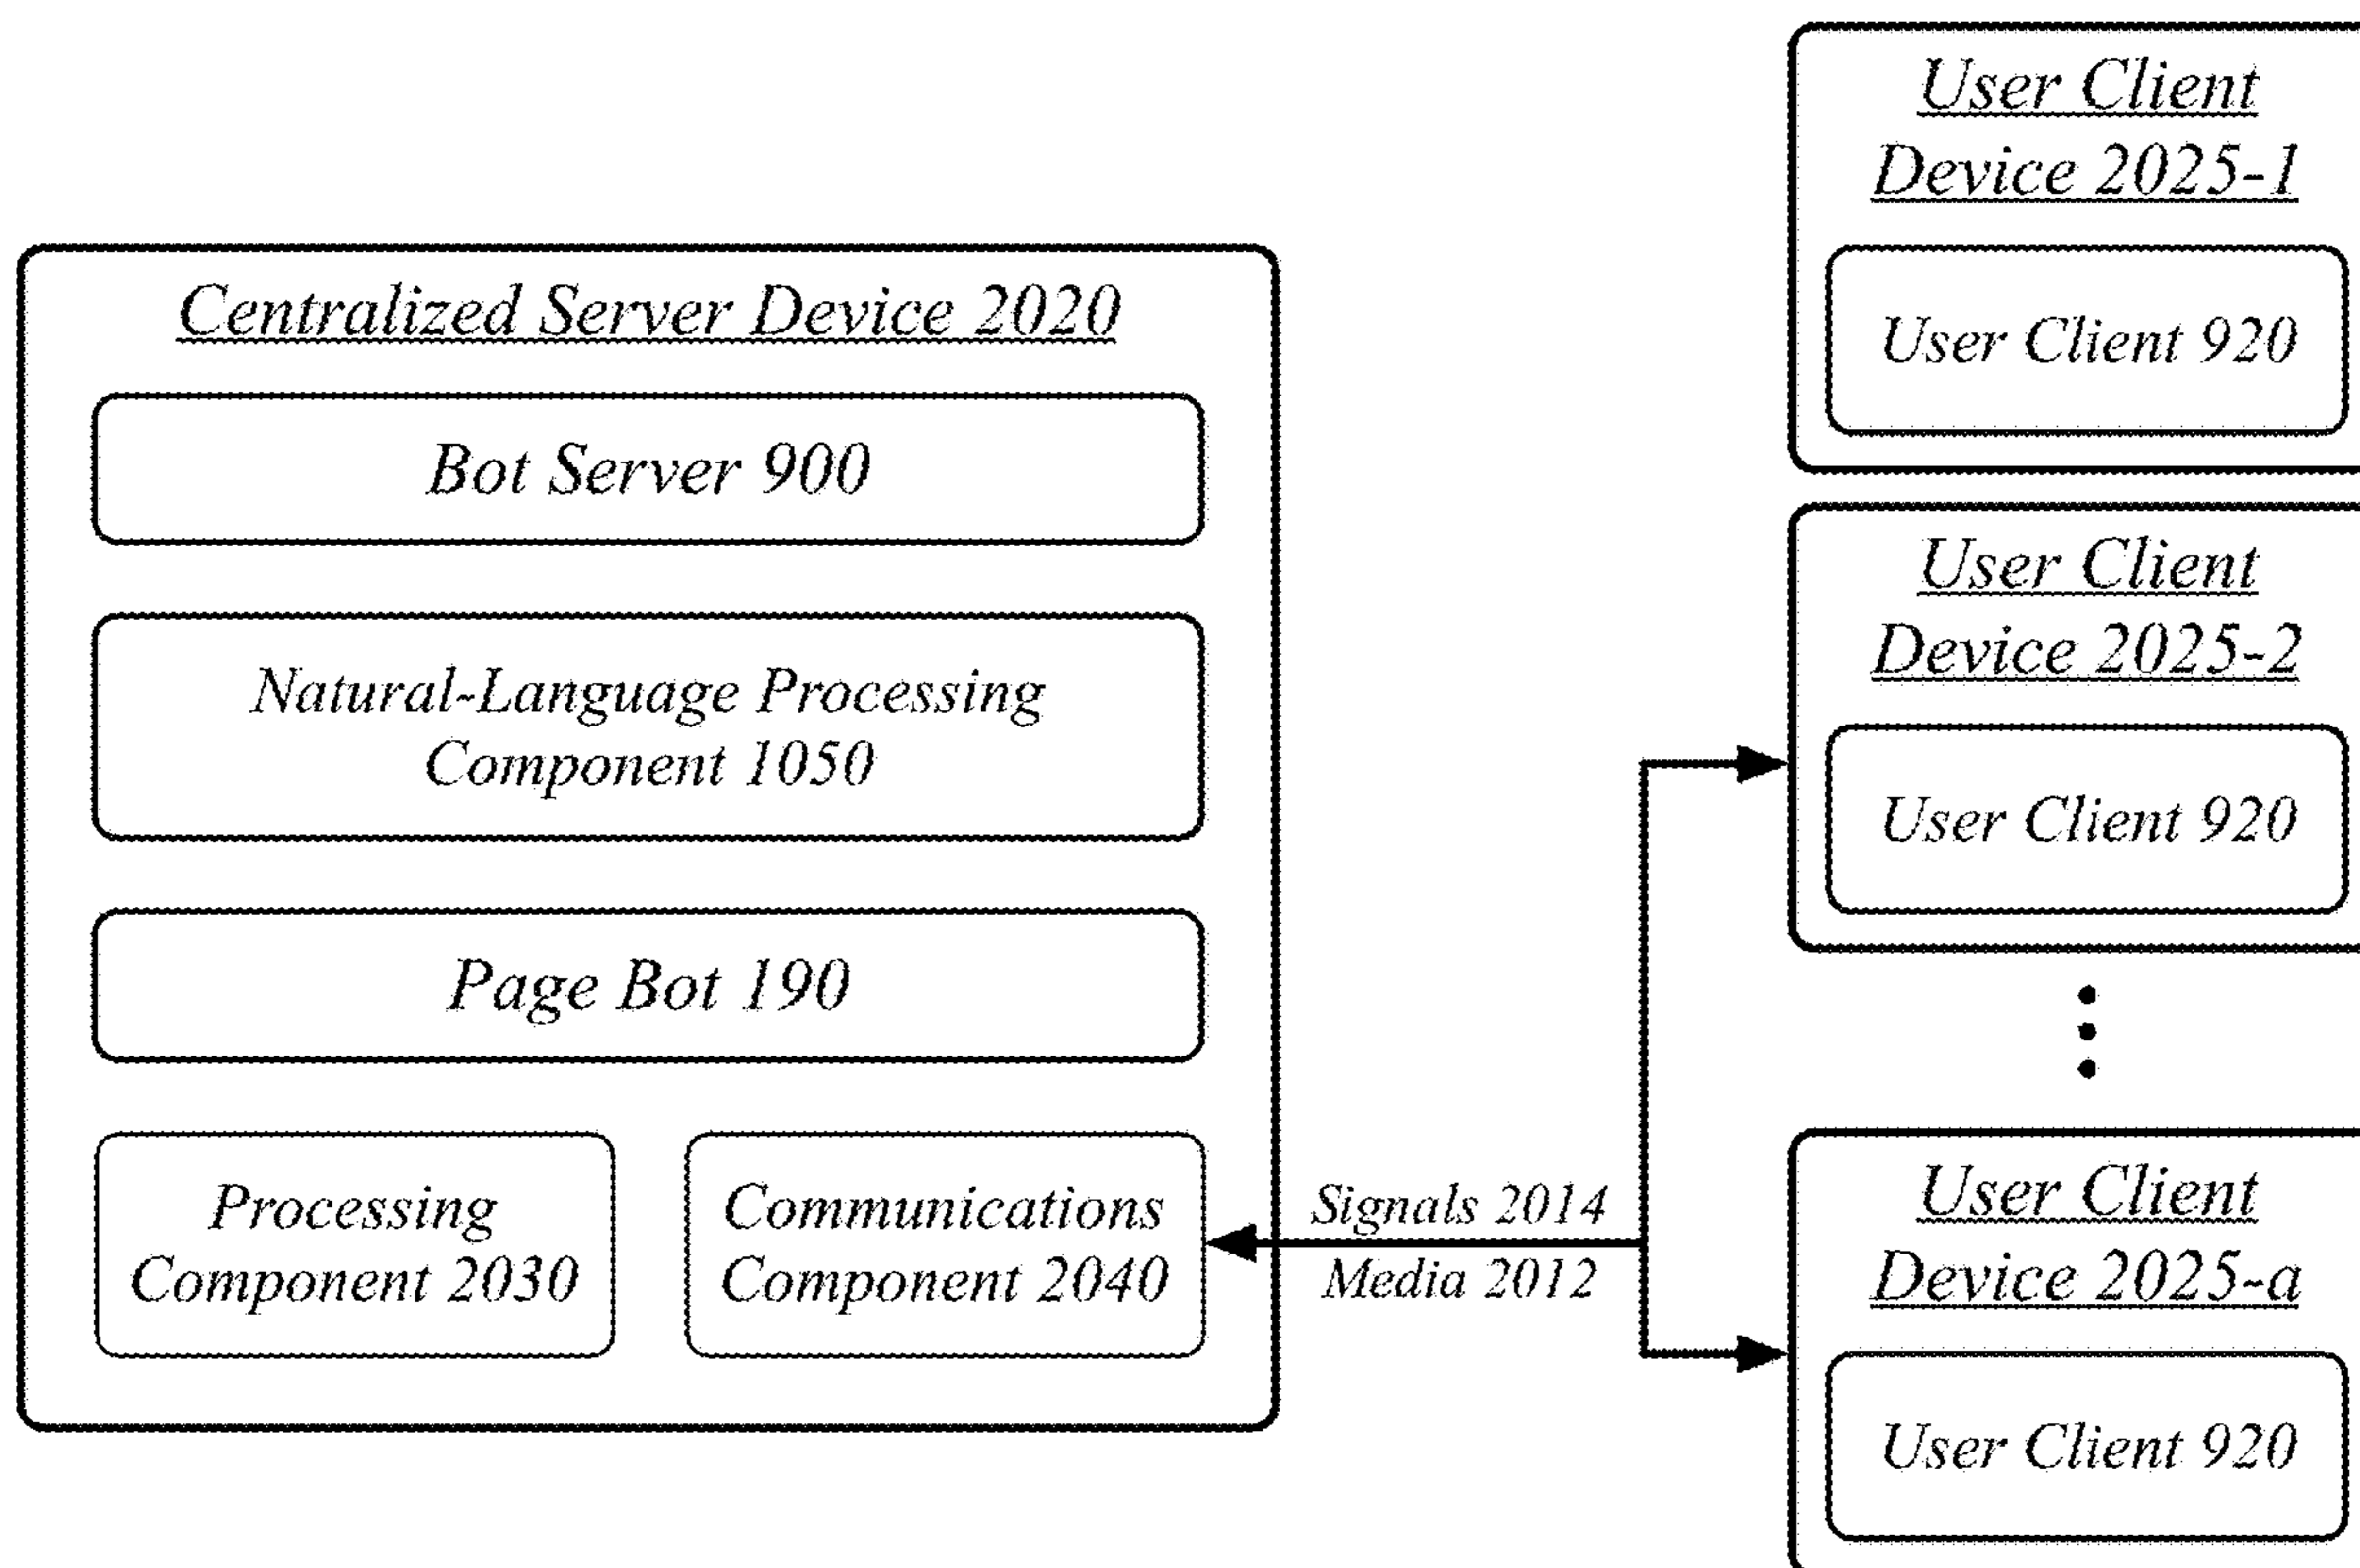 Centralized Server Device 2020
Bot Server 900
Natural-Language Processing
Component 1050
Page Bot 190
Processing
Component 2030
Communications
Component 2040
Signals 2014
Media 2012
User Client
Device 2025-1
User Client 920
User Client
Device 2025-2
User Client 920
User Client
Device 2025-a
User Client 920